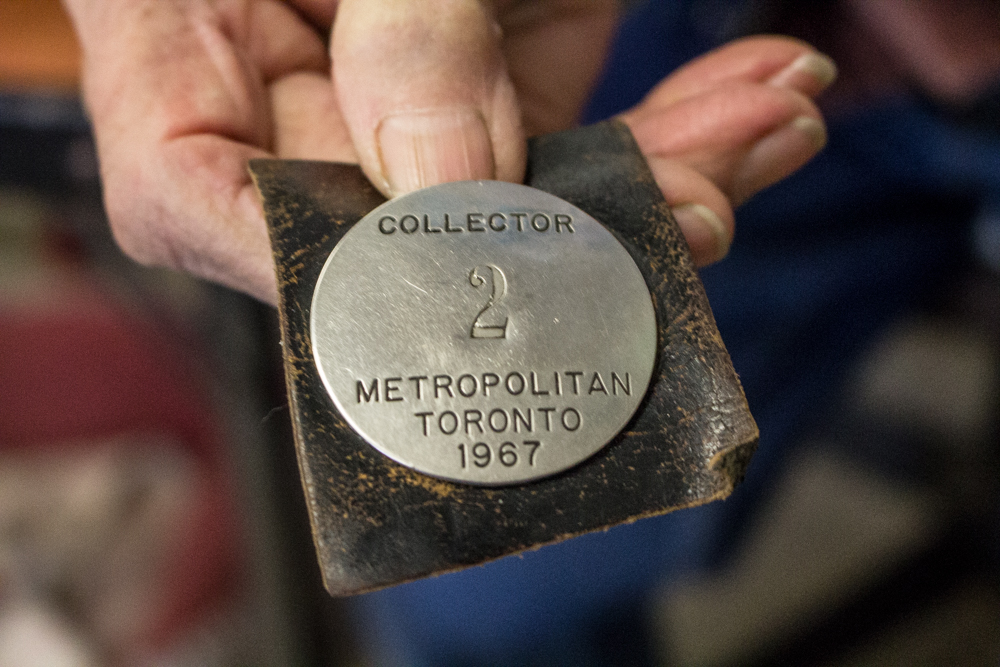 COLLECTOR
2
METROPOLITAN
TORONTO
1967